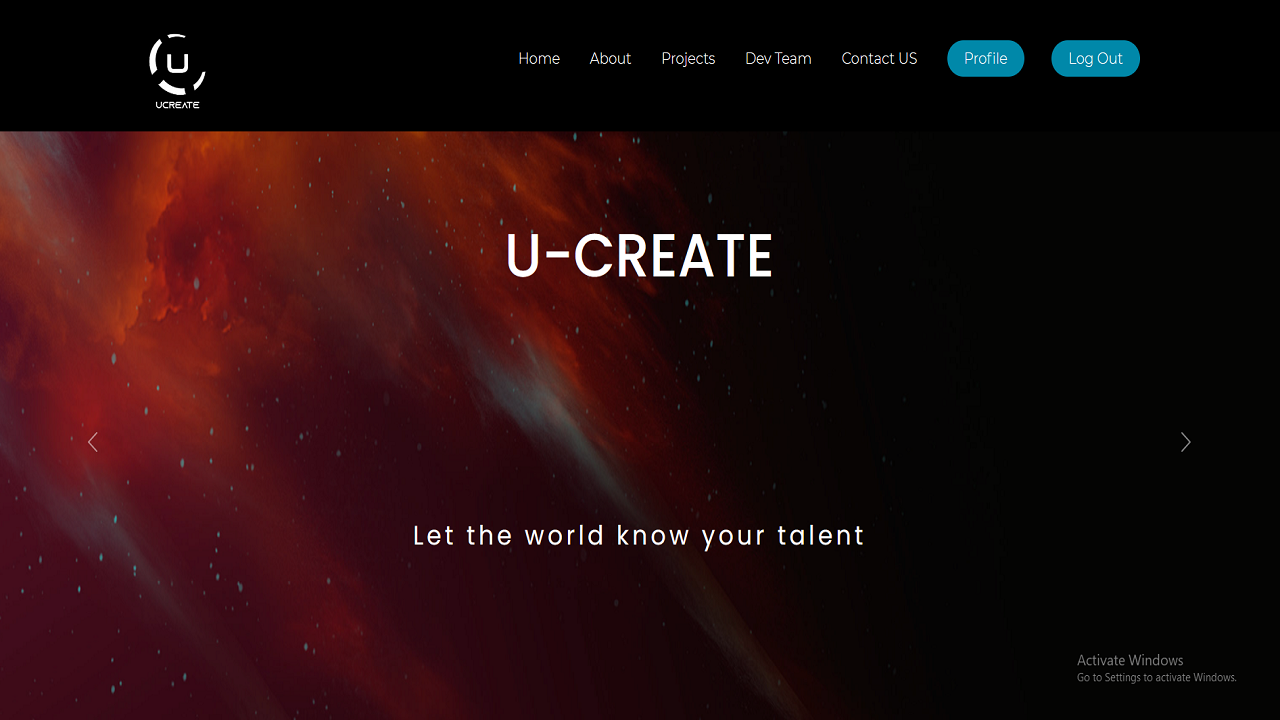 U
UCREATE
Home About Projects Dev Team Contact US Profile Log Out
U-CREATE
Let the world know your talent
Activate Windows
Go to Settings to activate Windows.